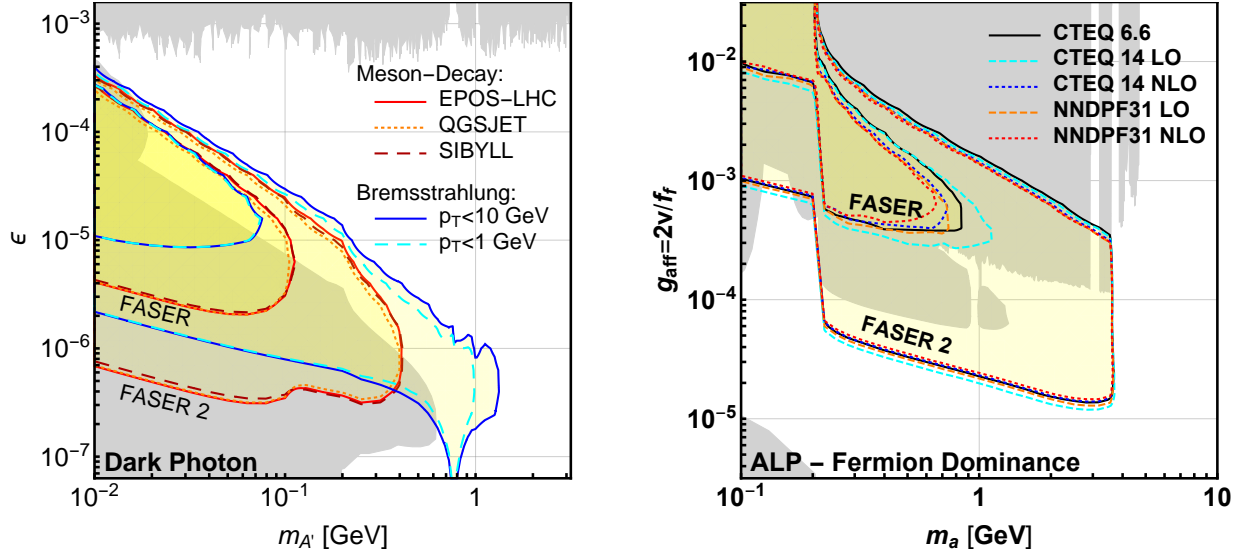 10⁻³
10⁻⁴
10⁻⁵
10⁻⁶
10⁻⁷
ϵ
Meson−Decay:
EPOS−LHC
QGSJET
SIBYLL
Bremsstrahlung:
p_T<10 GeV
p_T<1 GeV
FASER
FASER 2
Dark Photon
10⁻²
10⁻¹
1
m_A' [GeV]
10⁻²
10⁻³
10⁻⁴
10⁻⁵
g_aff=2v/f_f
CTEQ 6.6
CTEQ 14 LO
CTEQ 14 NLO
NNDPF31 LO
NNDPF31 NLO
FASER
FASER 2
ALP − Fermion Dominance
10⁻¹
1
10
m_a [GeV]